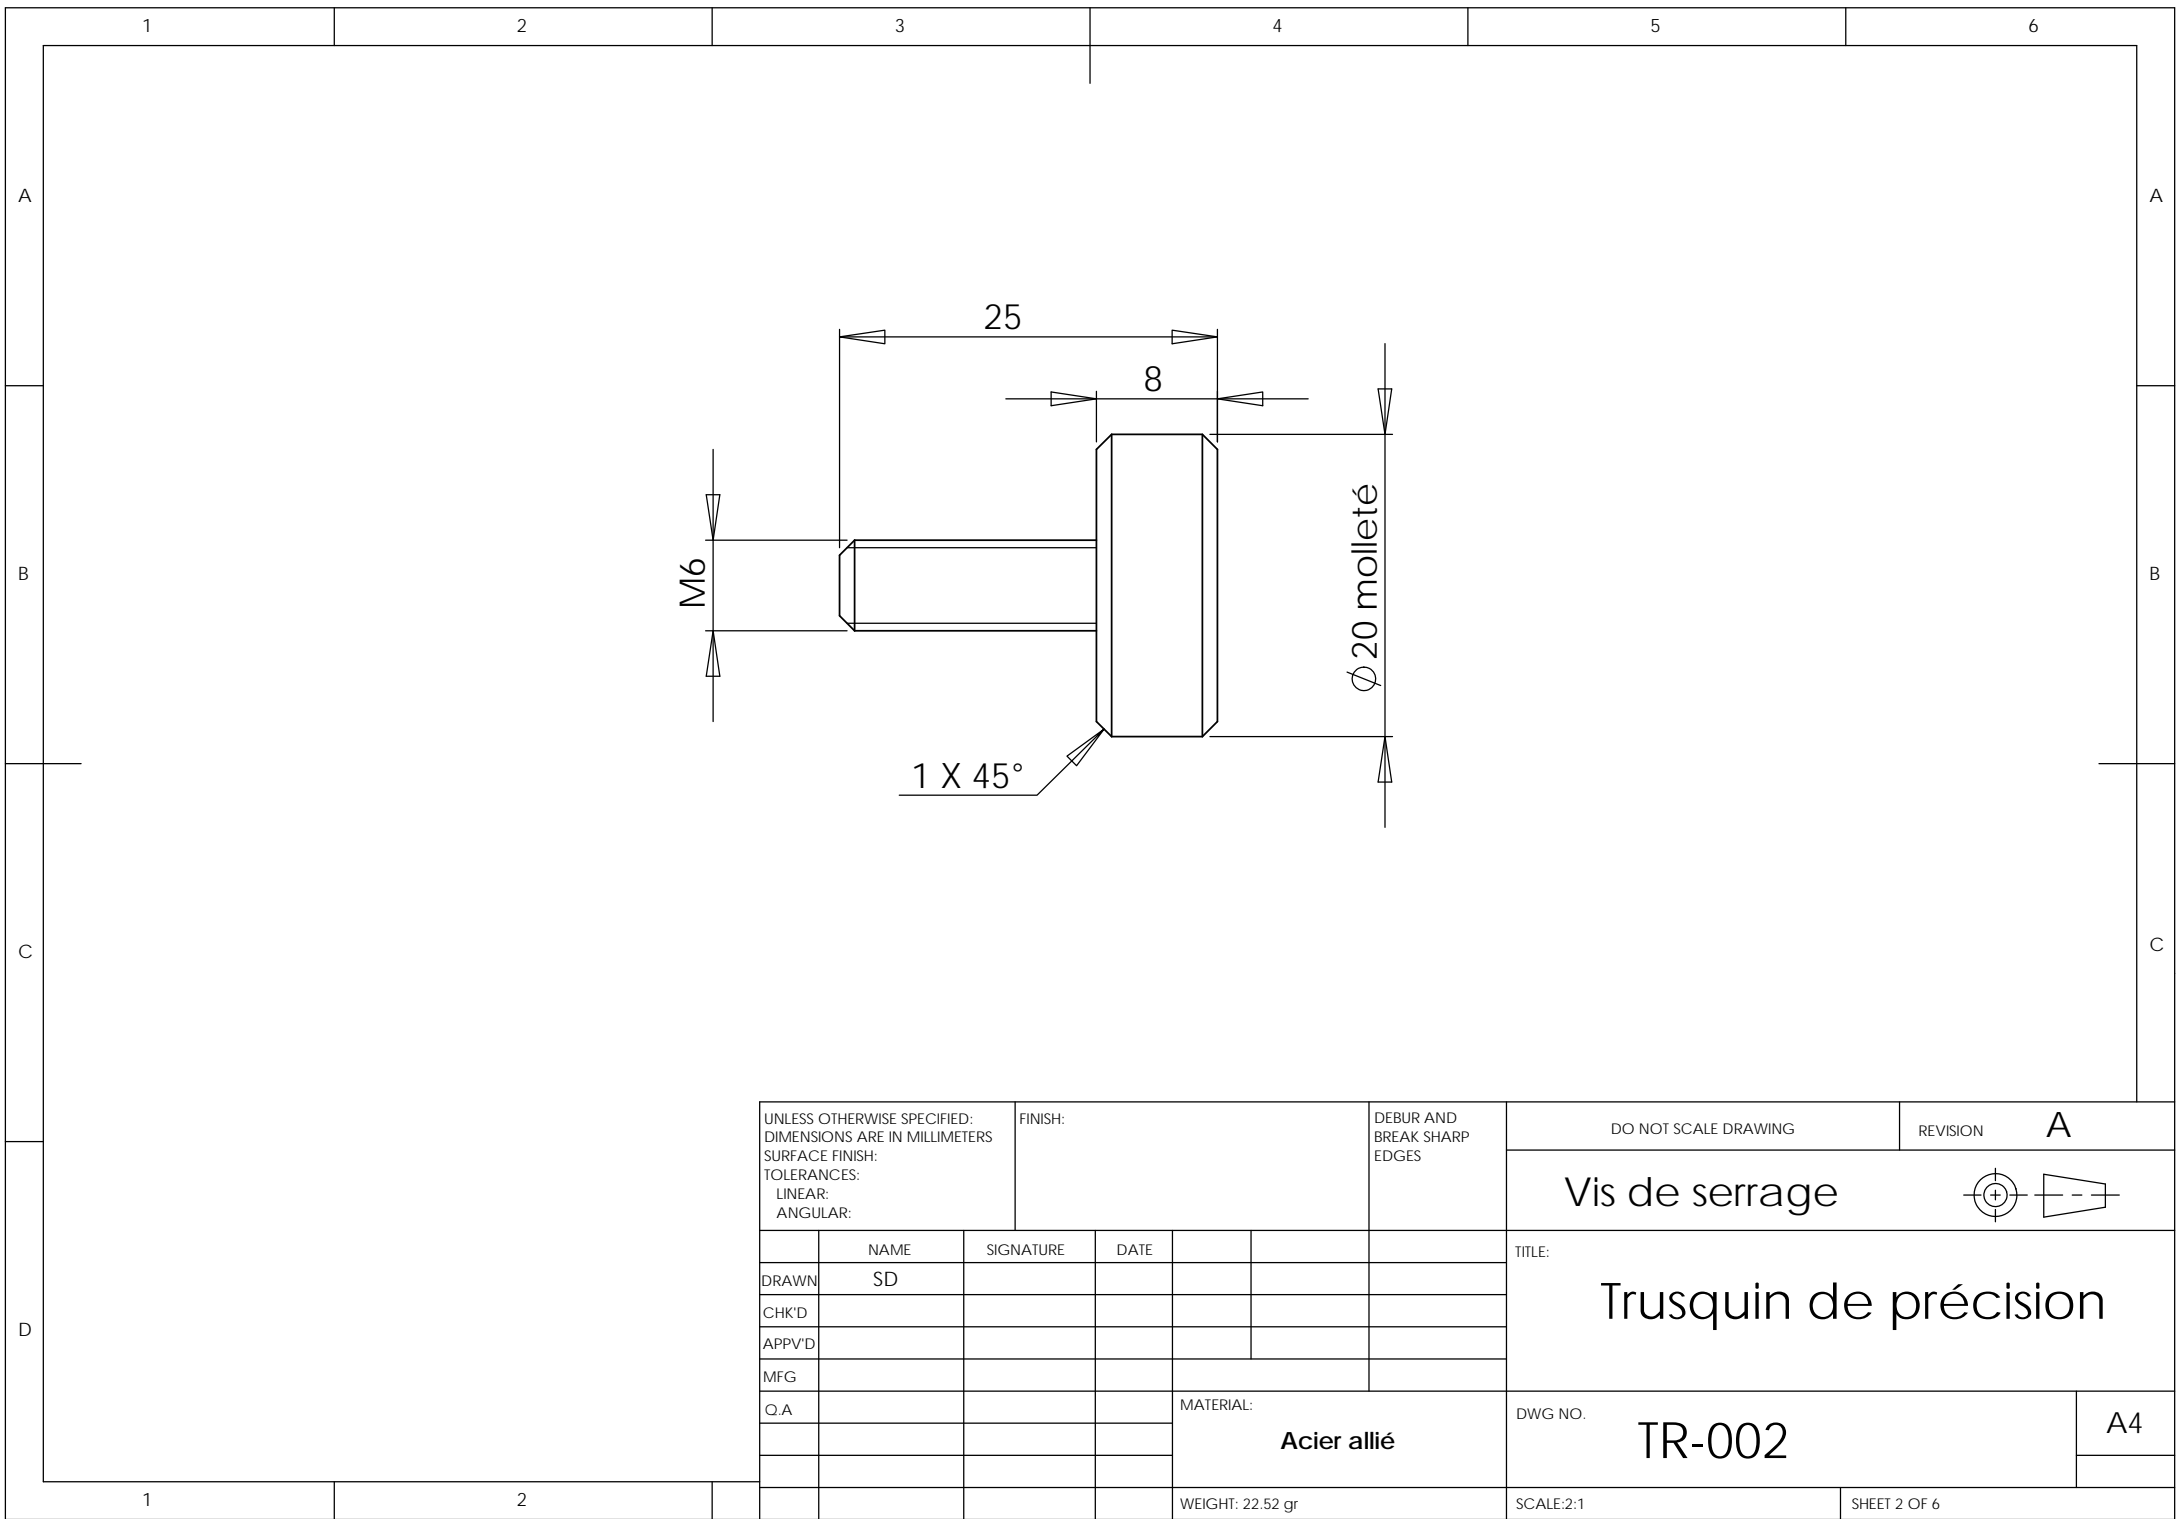 1 2 3 4 5 6
A A
25
8
B B
M6
Ø 20 molleté
1 X 45°
C C
UNLESS OTHERWISE SPECIFIED:
DIMENSIONS ARE IN MILLIMETERS
SURFACE FINISH:
TOLERANCES:
LINEAR:
ANGULAR:
FINISH:
DEBUR AND
BREAK SHARP
EDGES
DO NOT SCALE DRAWING
REVISION A
Vis de serrage
NAME SIGNATURE DATE
DRAWN SD
CHK'D
APPV'D
MFG
Q.A
TITLE:
Trusquin de précision
D
MATERIAL:
Acier allié
DWG NO.
TR-002
A4
WEIGHT: 22.52 gr
SCALE:2:1
SHEET 2 OF 6
1 2